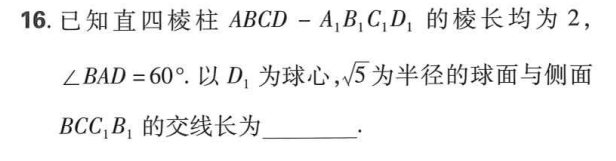 16. 已知直四棱柱 ABCD - A₁B₁C₁D₁ 的棱长均为 2,
∠BAD = 60°. 以 D₁ 为球心, √5 为半径的球面与侧面
BCC₁B₁ 的交线长为________.